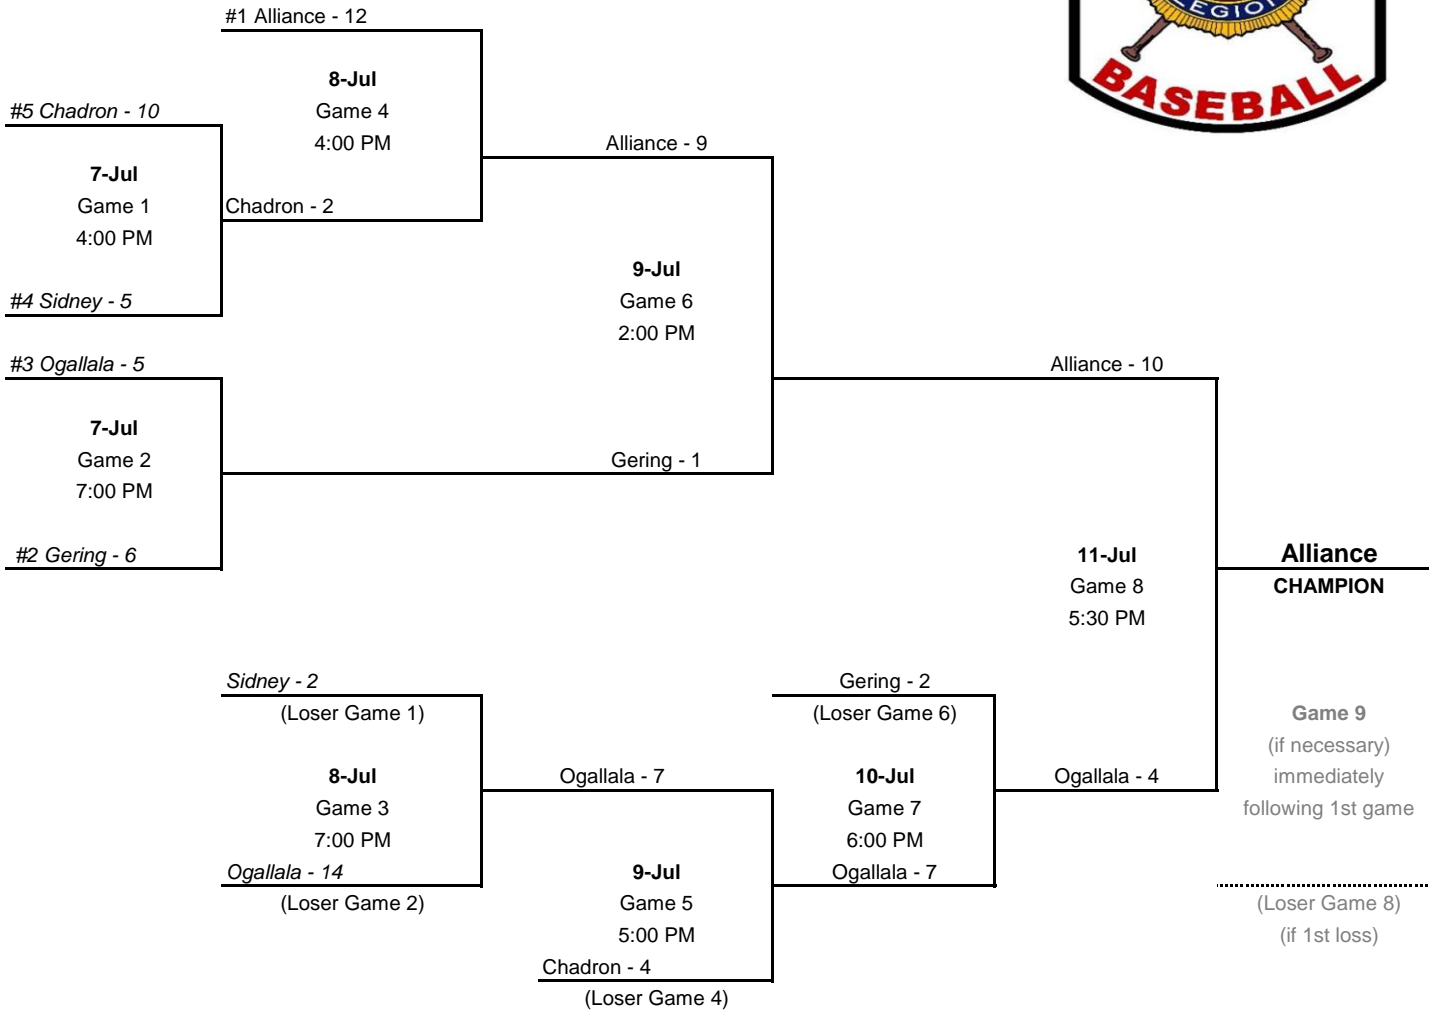 #1 Alliance - 12
8-Jul
Game 4
4:00 PM
#5 Chadron - 10
7-Jul
Game 1
4:00 PM
Chadron - 2
#4 Sidney - 5
Alliance - 9
9-Jul
Game 6
2:00 PM
#3 Ogallala - 5
7-Jul
Game 2
7:00 PM
Gering - 1
#2 Gering - 6
Alliance - 10
11-Jul
Game 8
5:30 PM
Alliance
CHAMPION
Sidney - 2
(Loser Game 1)
8-Jul
Game 3
7:00 PM
Ogallala - 14
(Loser Game 2)
Ogallala - 7
9-Jul
Game 5
5:00 PM
Chadron - 4
(Loser Game 4)
Gering - 2
(Loser Game 6)
10-Jul
Game 7
6:00 PM
Ogallala - 7
Ogallala - 4
Game 9
(if necessary)
immediately
following 1st game
(Loser Game 8)
(if 1st loss)
LEGION
BASEBALL